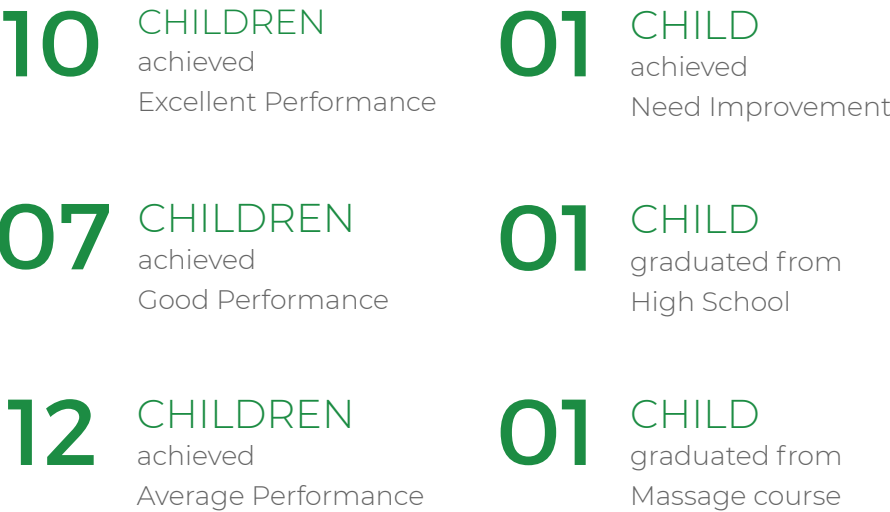 10
CHILDREN
achieved
Excellent Performance
01
CHILD
achieved
Need Improvement
07
CHILDREN
achieved
Good Performance
01
CHILD
graduated from
High School
12
CHILDREN
achieved
Average Performance
01
CHILD
graduated from
Massage course